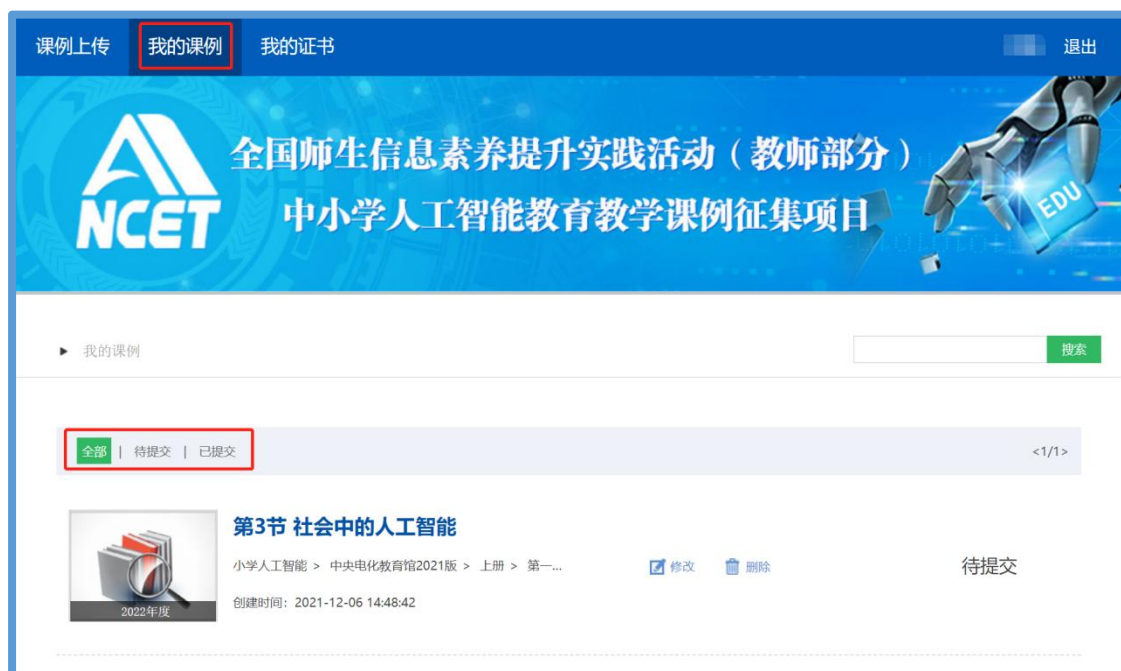 课例上传 我的课例 我的证书 退出
全国师生信息素养提升实践活动（教师部分）
中小学人工智能教育教学课例征集项目
NCET
EDU
我的课例 搜索
全部 | 待提交 | 已提交 <1/1>
第3节 社会中的人工智能
小学人工智能 > 中央电化教育馆2021版 > 上册 > 第一... 修改 删除 待提交
2022年度
创建时间：2021-12-06 14:48:42